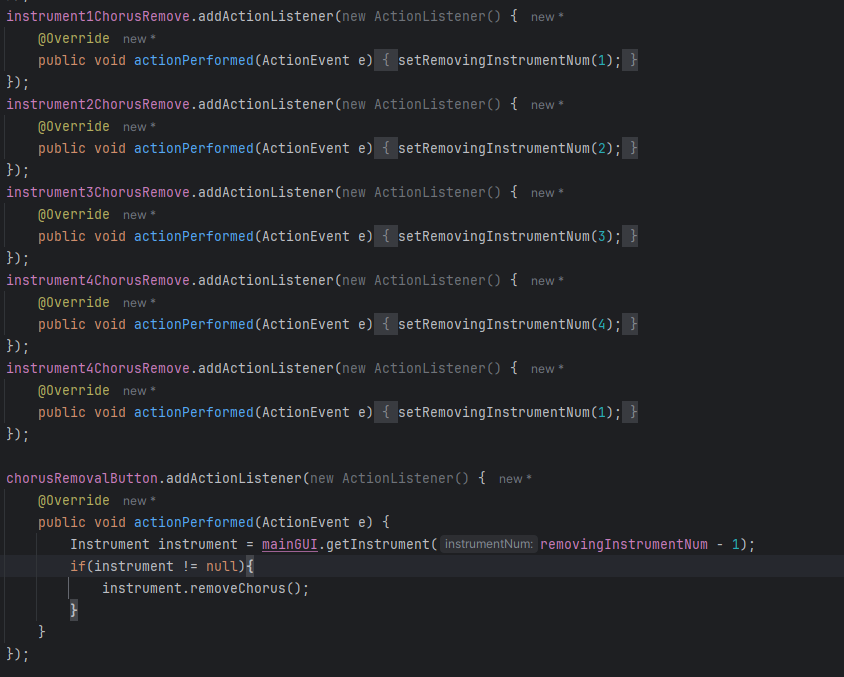 instrument1ChorusRemove.addActionListener(new ActionListener() { new *
@Override new *
public void actionPerformed(ActionEvent e) { setRemovingInstrumentNum(1); }
});
instrument2ChorusRemove.addActionListener(new ActionListener() { new *
@Override new *
public void actionPerformed(ActionEvent e) { setRemovingInstrumentNum(2); }
});
instrument3ChorusRemove.addActionListener(new ActionListener() { new *
@Override new *
public void actionPerformed(ActionEvent e) { setRemovingInstrumentNum(3); }
});
instrument4ChorusRemove.addActionListener(new ActionListener() { new *
@Override new *
public void actionPerformed(ActionEvent e) { setRemovingInstrumentNum(4); }
});
instrument4ChorusRemove.addActionListener(new ActionListener() { new *
@Override new *
public void actionPerformed(ActionEvent e) { setRemovingInstrumentNum(1); }
});
chorusRemovalButton.addActionListener(new ActionListener() { new *
@Override new *
public void actionPerformed(ActionEvent e) {
Instrument instrument = mainGUI.getInstrument( instrumentNum: removingInstrumentNum - 1);
if(instrument != null){
instrument.removeChorus();
}
}
});